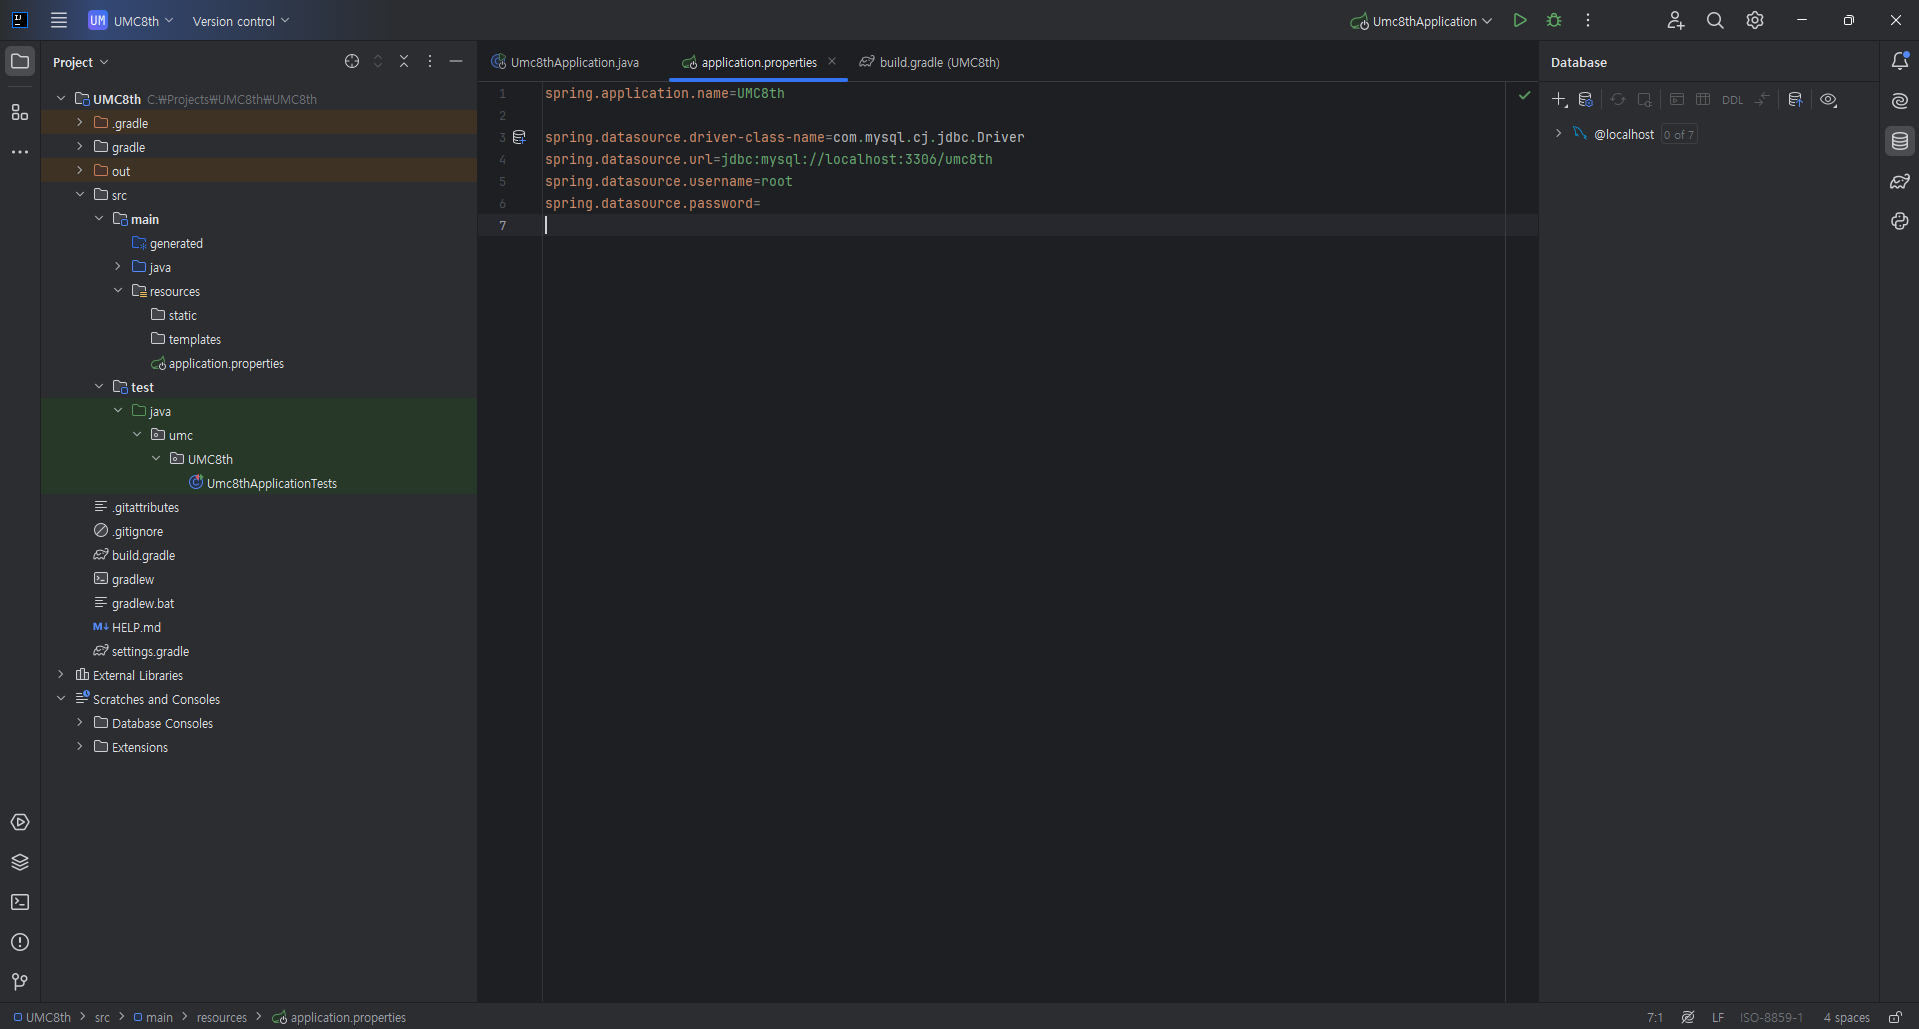 UM UMC8th Version control Umc8thApplication
Project
Umc8thApplication.java application.properties build.gradle (UMC8th)
Database
UMC8th C:₩Projects₩UMC8th₩UMC8th
.gradle
gradle
out
src
main
generated
java
resources
static
templates
application.properties
test
java
umc
UMC8th
Umc8thApplicationTests
.gitattributes
.gitignore
build.gradle
gradlew
gradlew.bat
M↓ HELP.md
settings.gradle
External Libraries
Scratches and Consoles
Database Consoles
Extensions
1 spring.application.name=UMC8th
2
3 spring.datasource.driver-class-name=com.mysql.cj.jdbc.Driver
4 spring.datasource.url=jdbc:mysql://localhost:3306/umc8th
5 spring.datasource.username=root
6 spring.datasource.password=
7
DDL
@localhost 0 of 7
UMC8th > src > main > resources > application.properties
7:1 LF ISO-8859-1 4 spaces